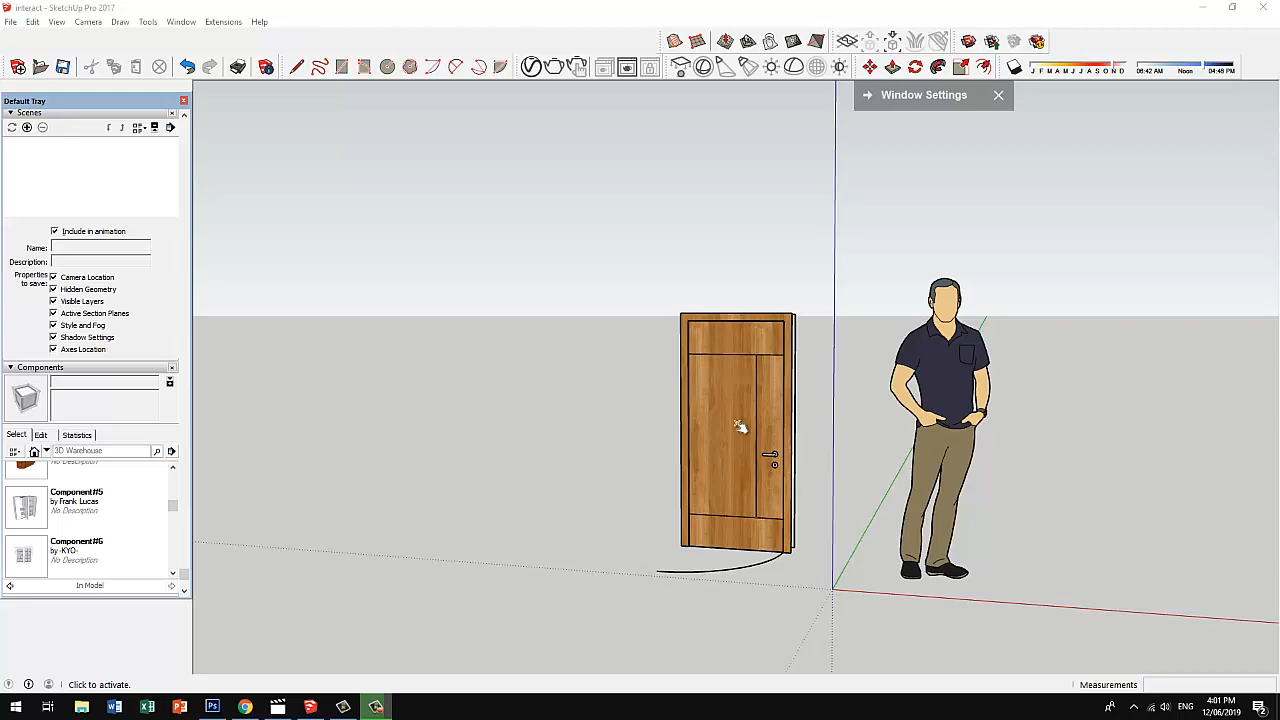 interact - SketchUp Pro 2017
File Edit View Camera Draw Tools Window Extensions Help
J F M A M J J A S O N D
06:42 AM Noon 04:45 PM
Default Tray
Window Settings
Scenes
Include in animation
Name:
Description:
Properties to save:
Camera Location
Hidden Geometry
Visible Layers
Active Section Planes
Style and Fog
Shadow Settings
Axes Location
Components
Select Edit Statistics
3D Warehouse
No Description
Component#5
by Frank Lucas
No Description
Component#6
by -KYO-
No Description
In Model
Click to activate.
Measurements
4:01 PM
12/06/2019
2